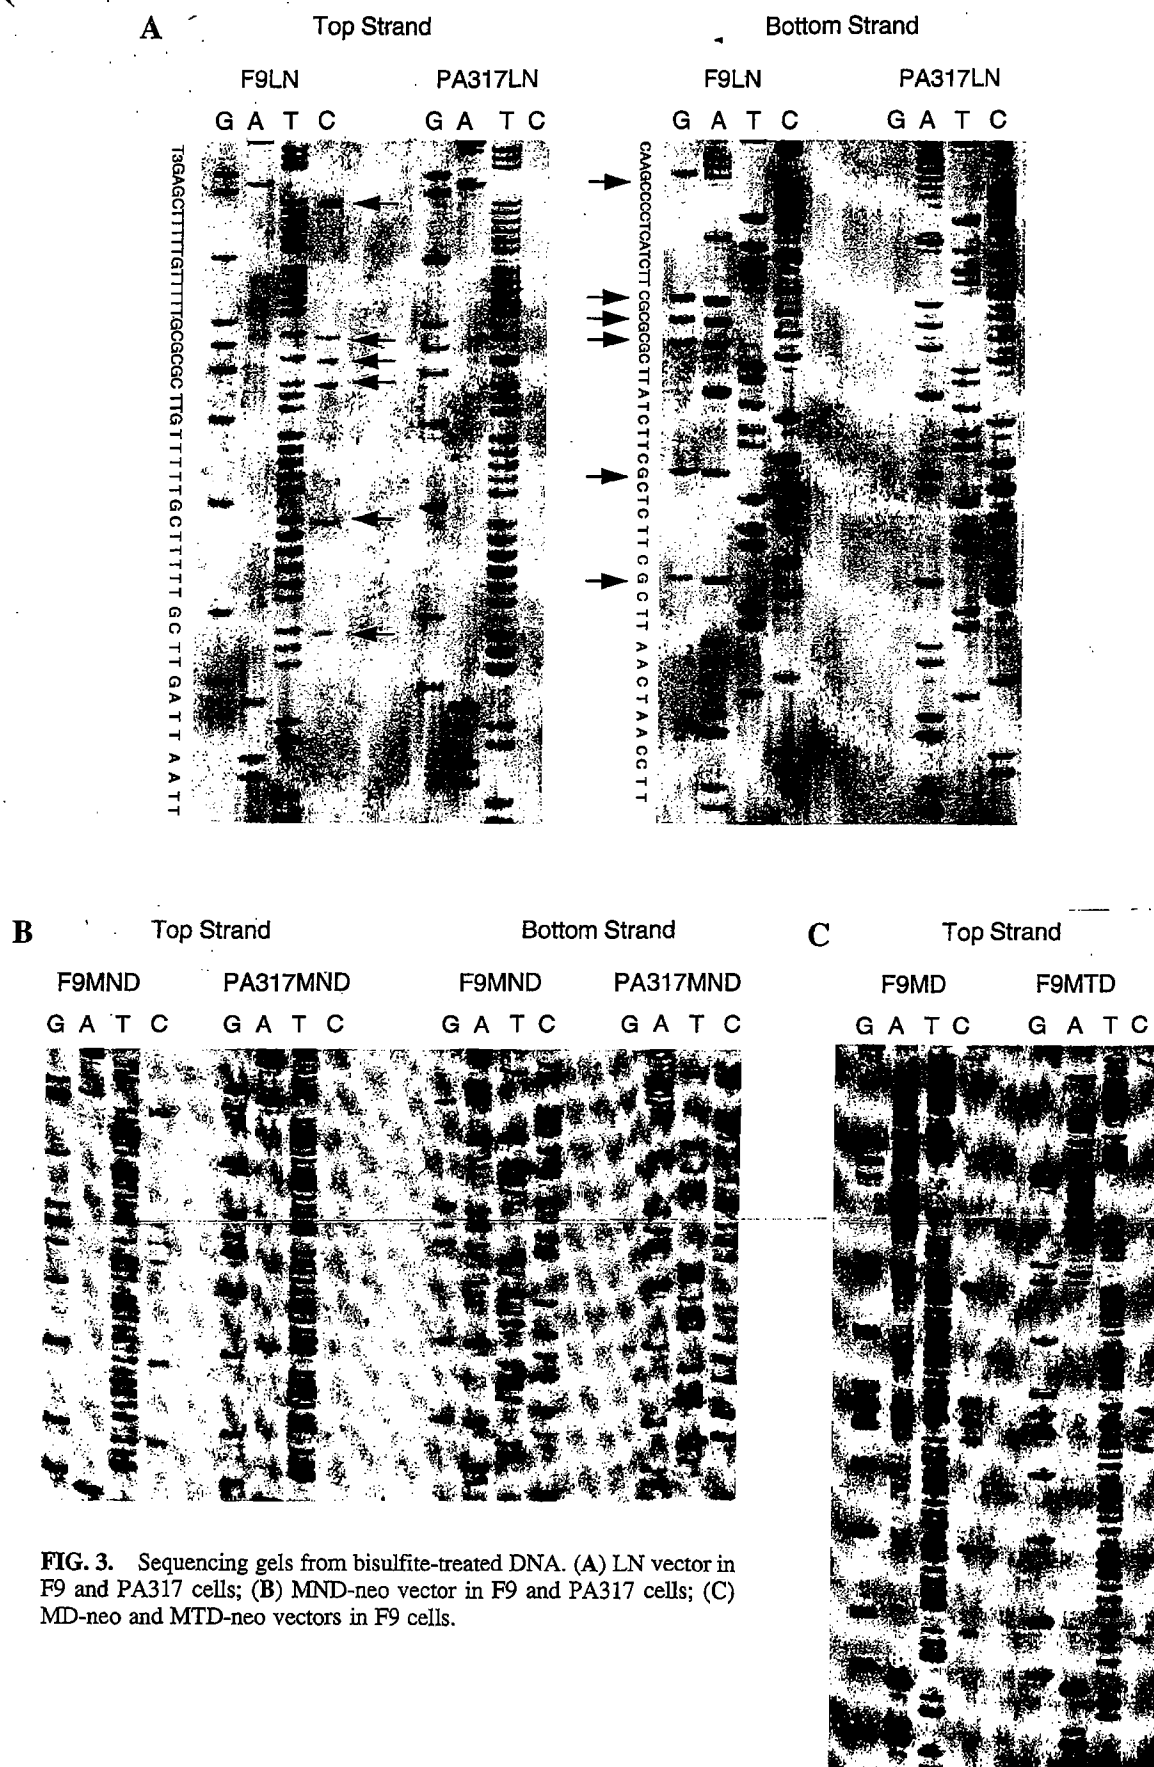 A
Top Strand
Bottom Strand
F9LN
PA317LN
F9LN
PA317LN
G A T C
G A T C
G A T C
G A T C
T3GAGCTTTTTGTTTTTGCGCGCTTGTTTTTTGCTTTTTTGCTTGATTAATT
CAAGCCCCTCATCTTCGCGCGCTTATCTTCGCTCTTCGCTTAACTAACCTT
B
Top Strand
Bottom Strand
F9MND
PA317MND
F9MND
PA317MND
G A T C
G A T C
G A T C
G A T C
C
Top Strand
F9MD
F9MTD
G A T C
G A T C
FIG. 3. Sequencing gels from bisulfite-treated DNA. (A) LN vector in
F9 and PA317 cells; (B) MND-neo vector in F9 and PA317 cells; (C)
MD-neo and MTD-neo vectors in F9 cells.